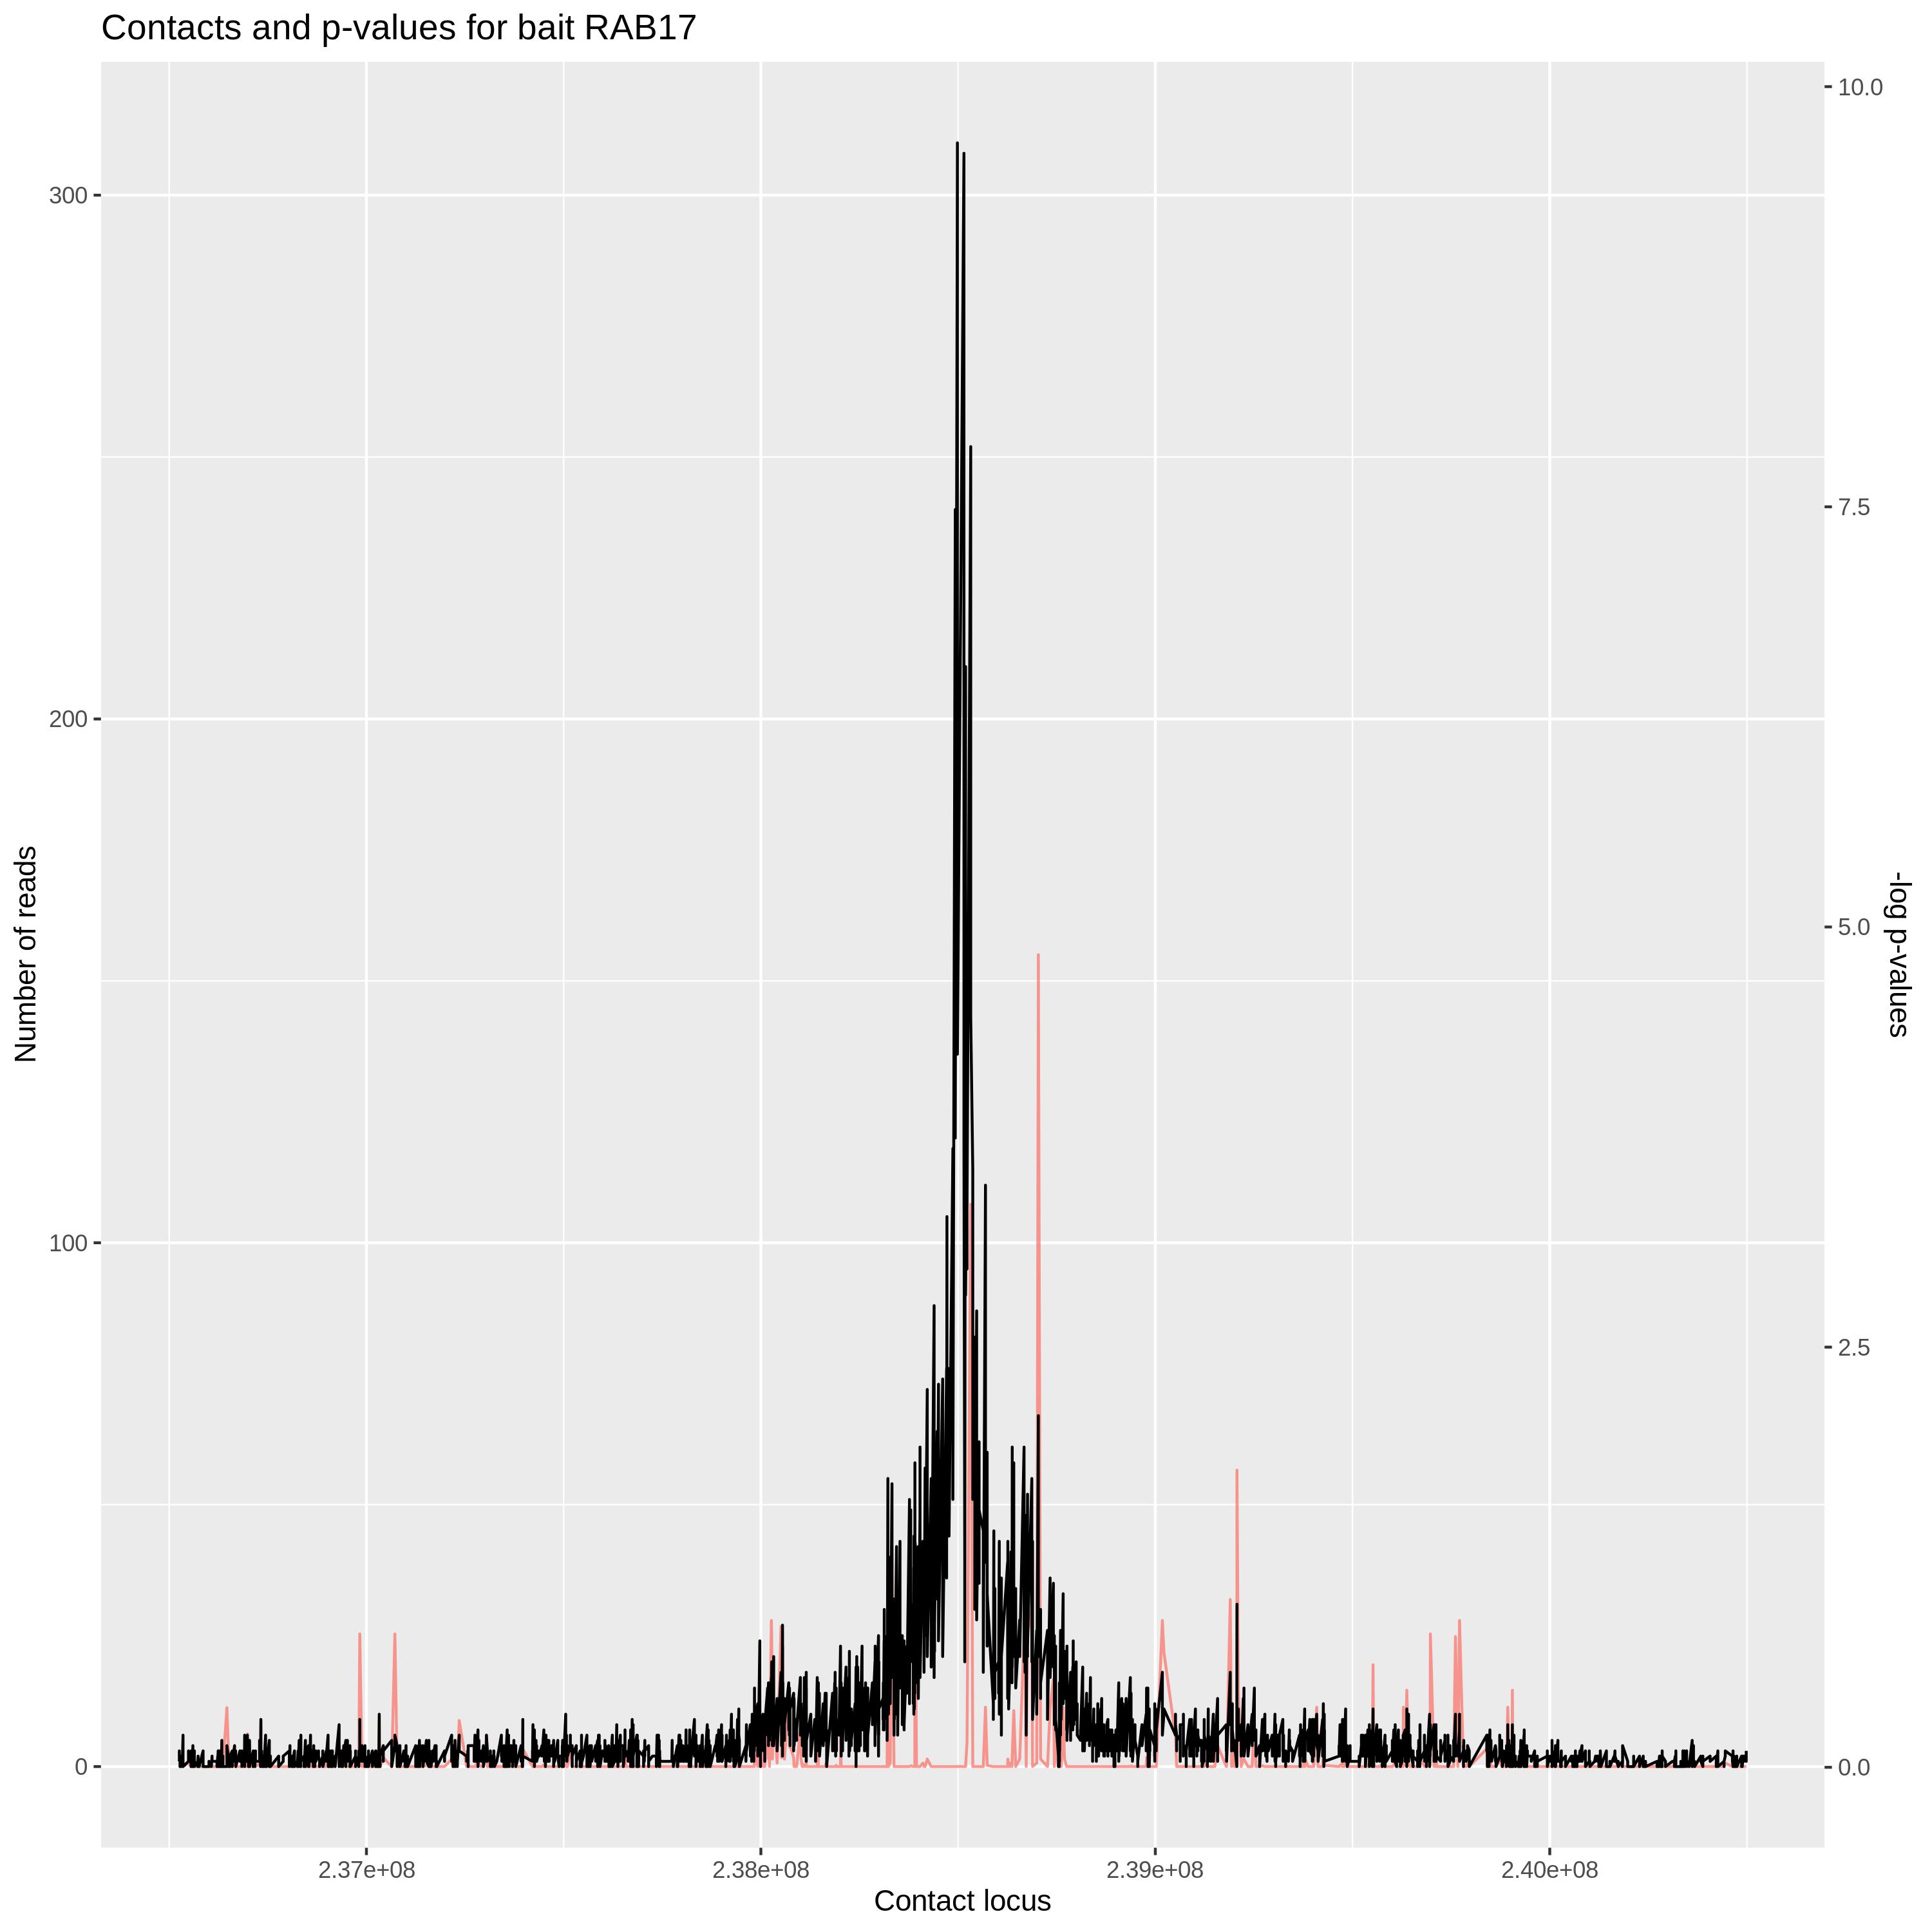 Contacts and p-values for bait RAB17
10.0
300
7.5
200
5.0
Number of reads
-log p-values
100
2.5
0
0.0
2.37e+08
2.38e+08
2.39e+08
2.40e+08
Contact locus